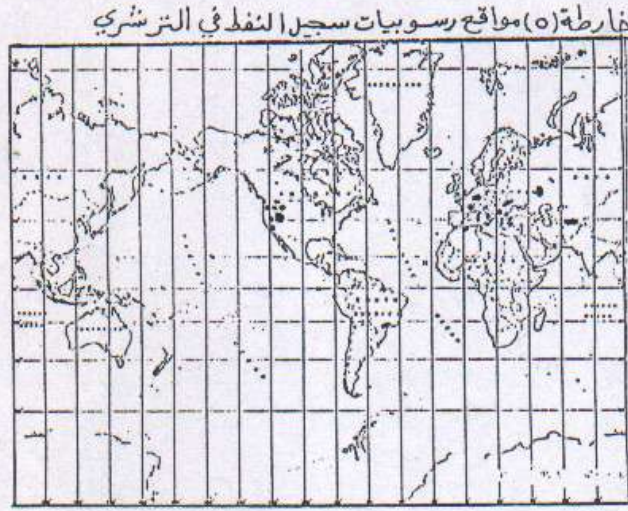 خارطة (٥) مواقع رسوبيات سجيل النفط في الترشري